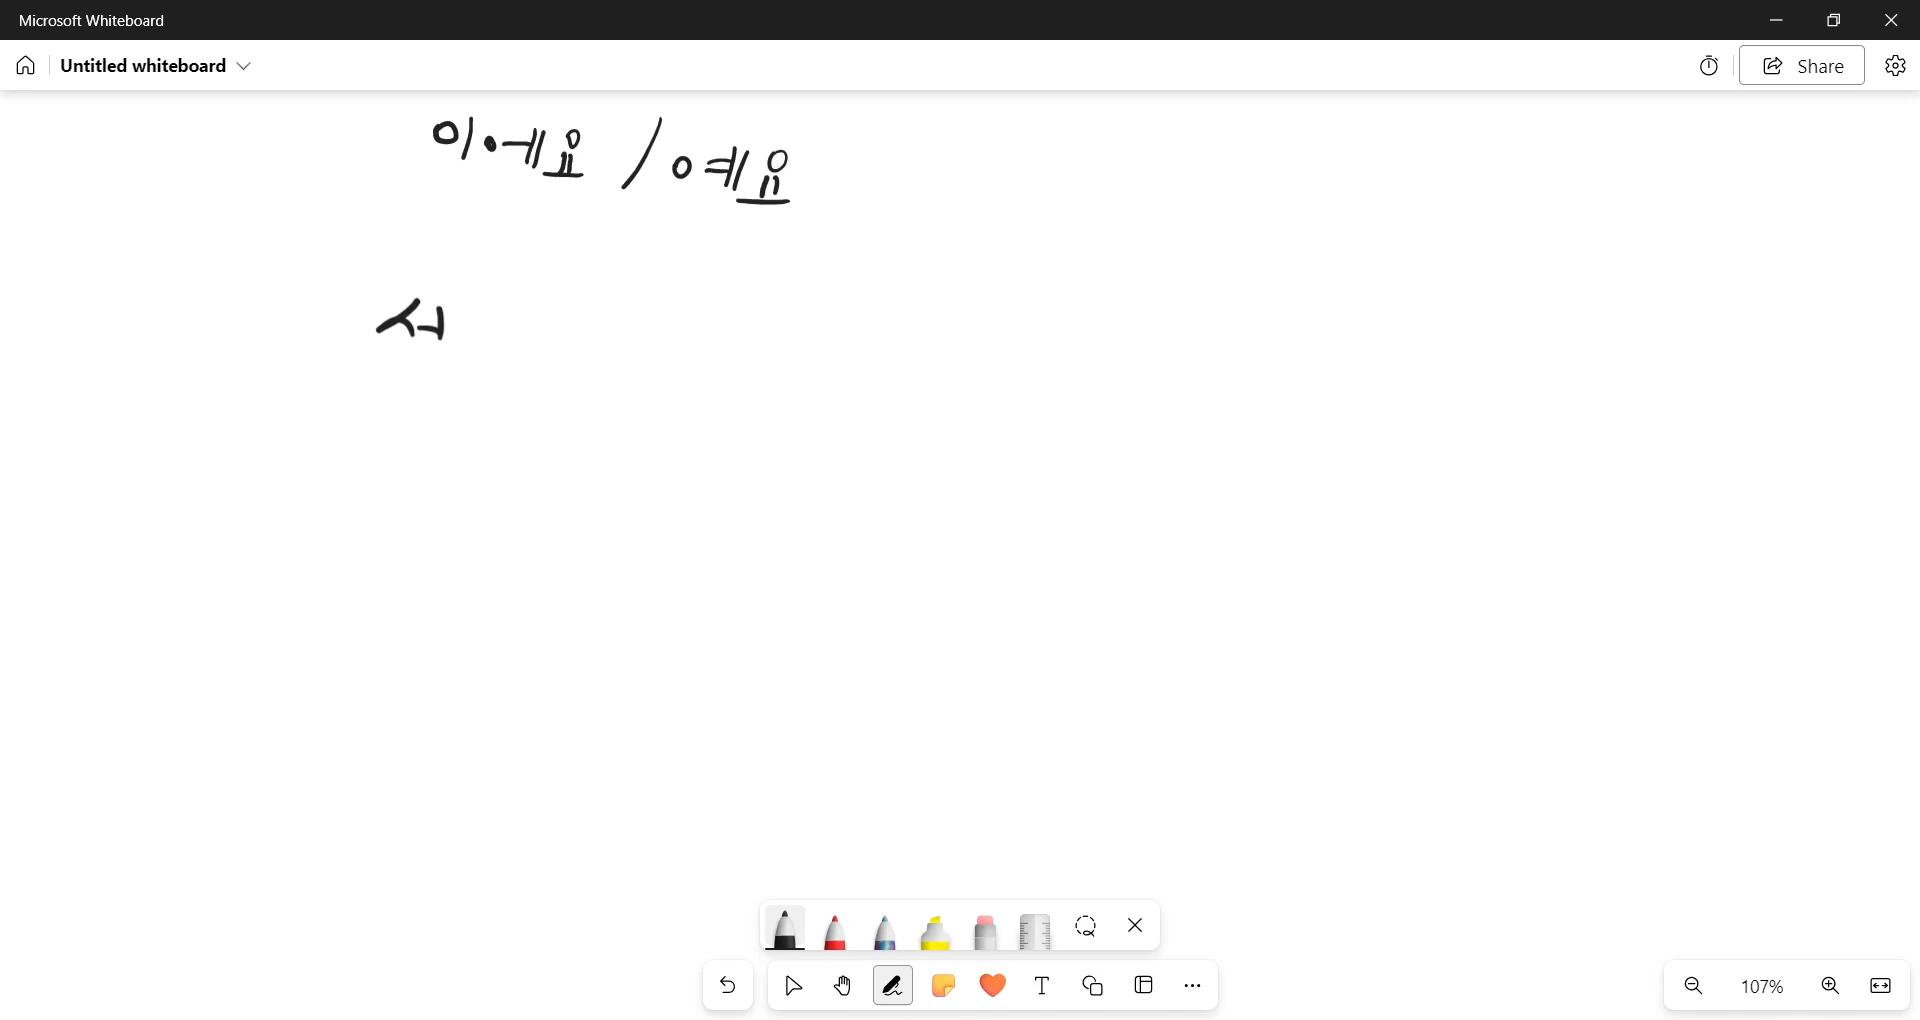 Microsoft Whiteboard
Untitled whiteboard
Share
이에요 / 예요
서
107%